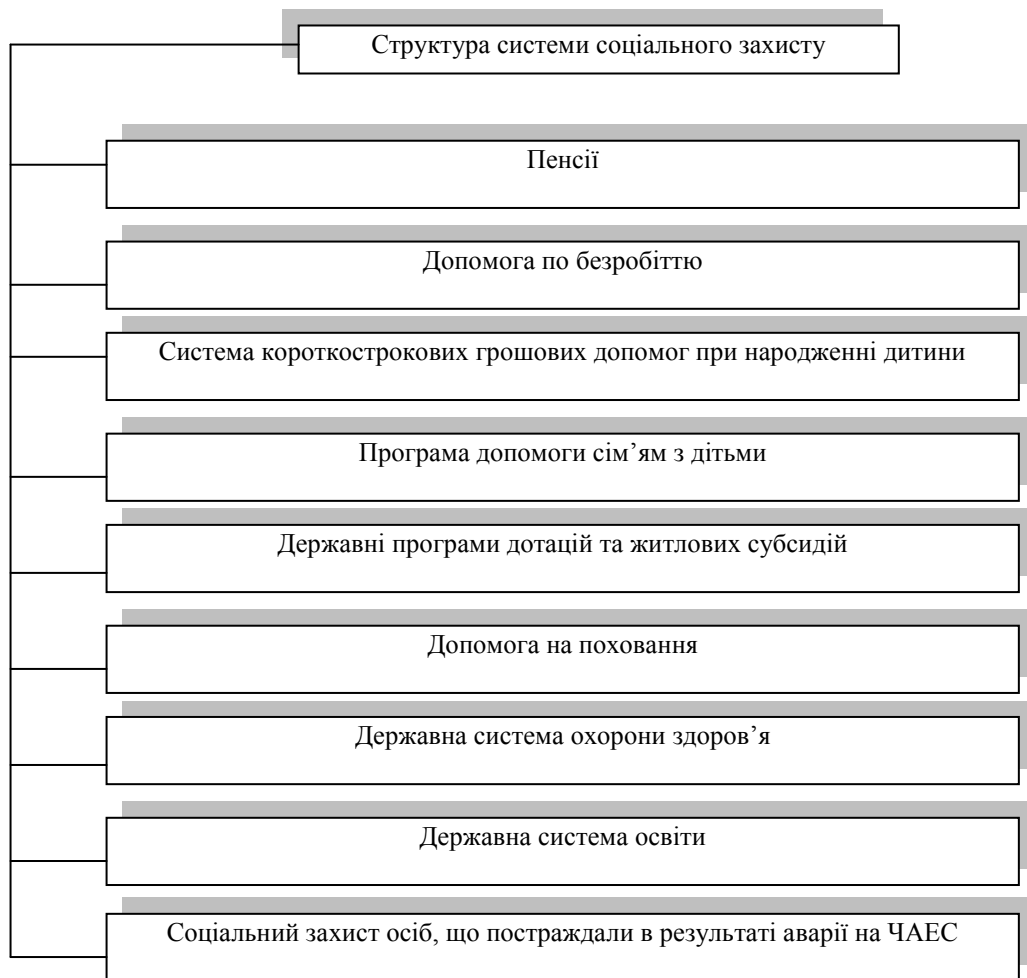 Структура системи соціального захисту
Пенсії
Допомога по безробіттю
Система короткострокових грошових допомог при народженні дитини
Програма допомоги сім’ям з дітьми
Державні програми дотацій та житлових субсидій
Допомога на поховання
Державна система охорони здоров’я
Державна система освіти
Соціальний захист осіб, що постраждали в результаті аварії на ЧАЕС